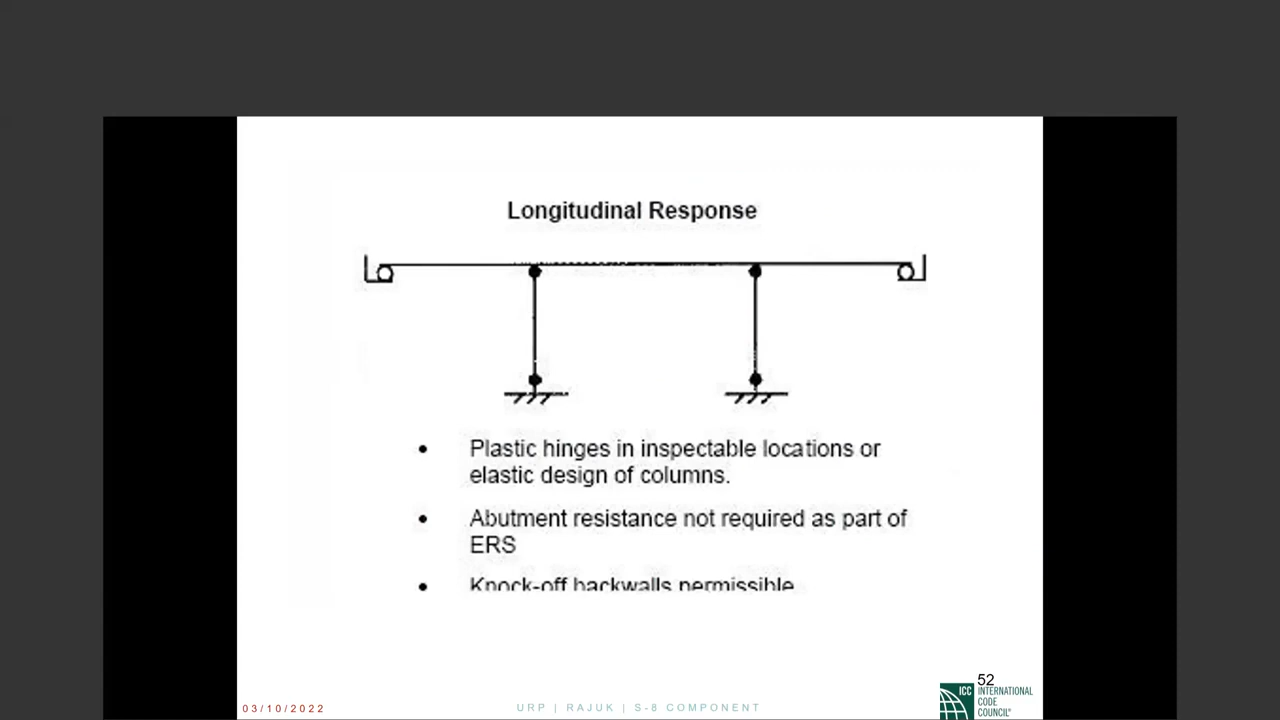 Longitudinal Response
• Plastic hinges in inspectable locations or
elastic design of columns.
• Abutment resistance not required as part of
ERS
• Knock-off backwalls permissible
52
ICC INTERNATIONAL
CODE
COUNCIL®
03/10/2022
URP | RAJUK | S-8 COMPONENT